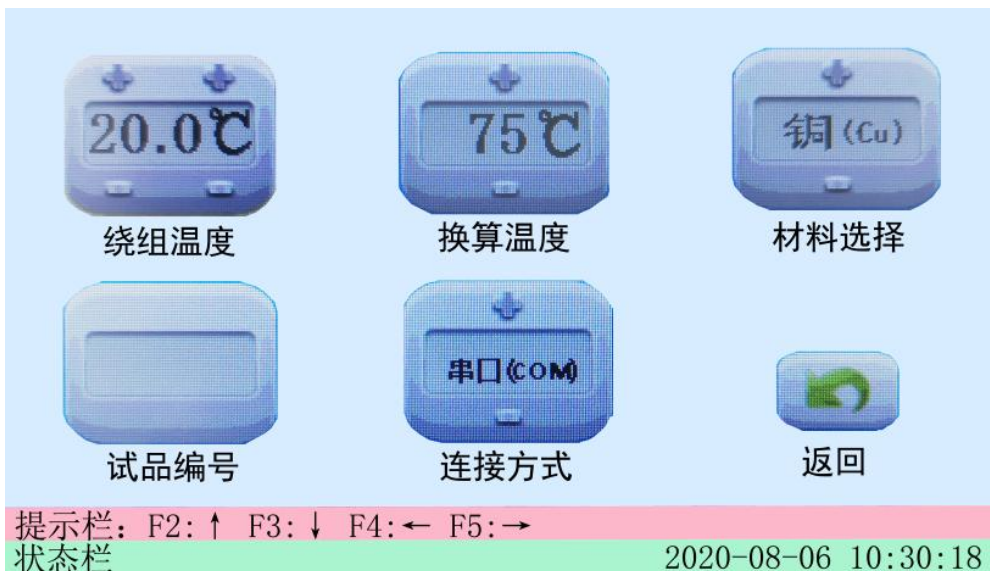 20.0℃ 75℃ 铜(Cu)
绕组温度 换算温度 材料选择
串口(COM)
试品编号 连接方式 返回
提示栏: F2:↑ F3:↓ F4:← F5:→
状态栏 2020-08-06 10:30:18